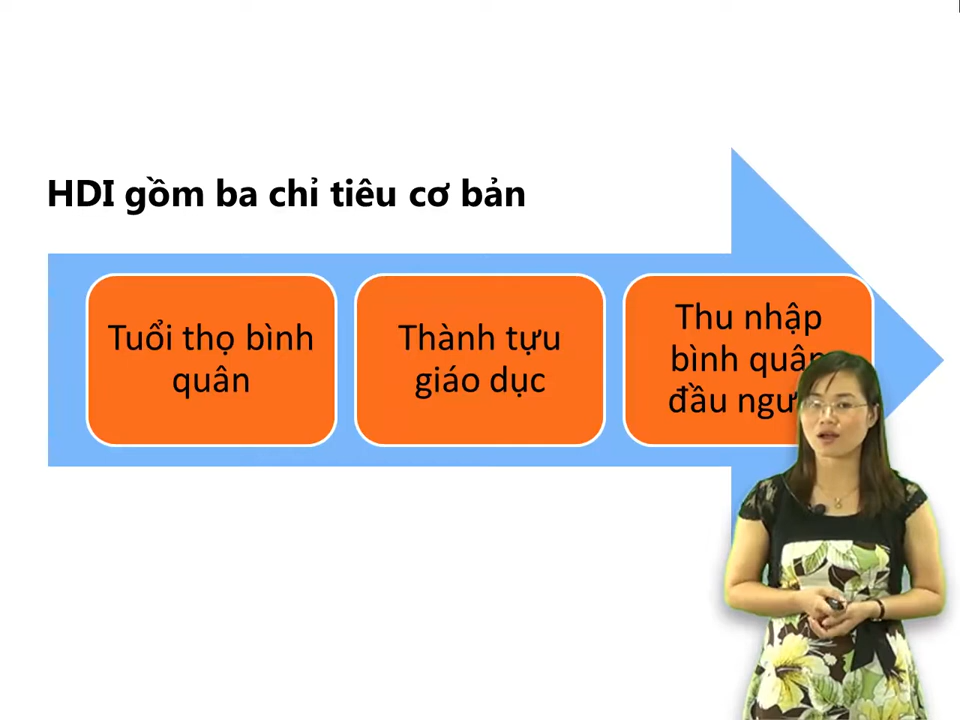 HDI gồm ba chỉ tiêu cơ bản
Tuổi thọ bình
quân
Thành tựu
giáo dục
Thu nhập
bình quân
đầu